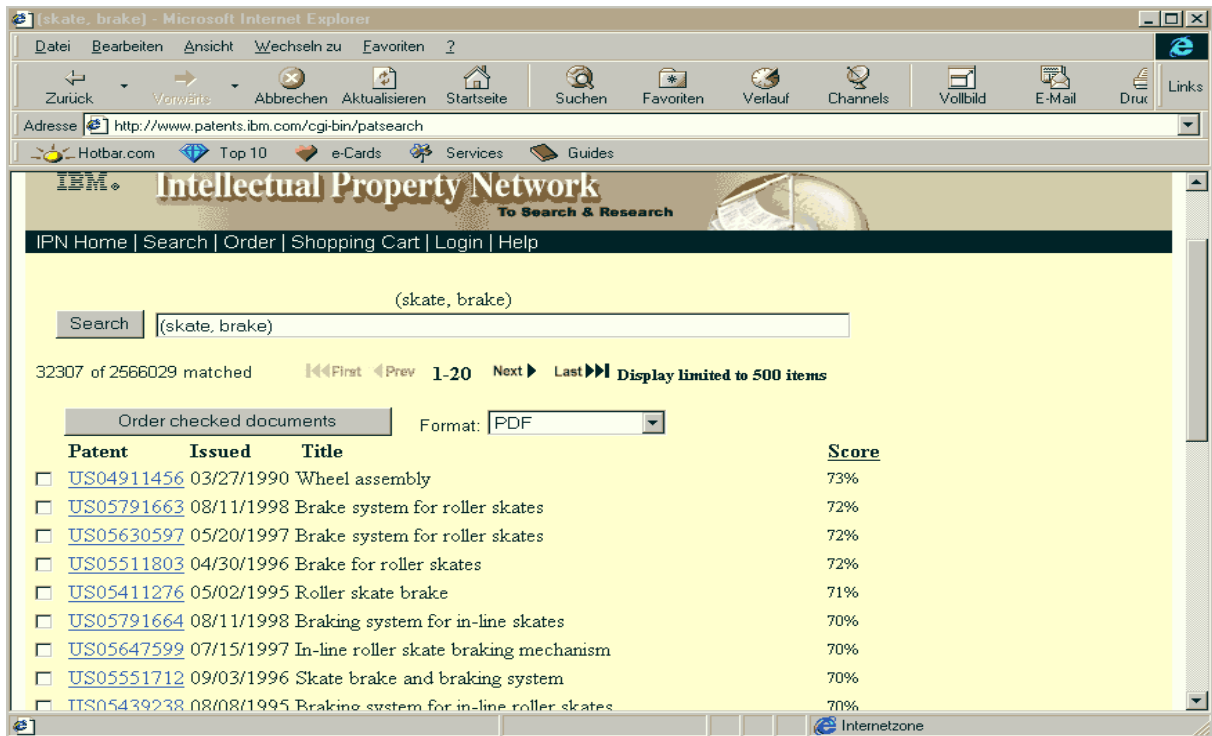 (skate, brake) - Microsoft Internet Explorer
Datei Bearbeiten Ansicht Wechseln zu Favoriten ?
Zurück Vorwärts Abbrechen Aktualisieren Startseite Suchen Favoriten Verlauf Channels Vollbild E-Mail Druc Links
Adresse http://www.patents.ibm.com/cgi-bin/patsearch
Hotbar.com Top 10 e-Cards Services Guides
IBM® Intellectual Property Network
To Search & Research
IPN Home | Search | Order | Shopping Cart | Login | Help
(skate, brake)
Search (skate, brake)
32307 of 2566029 matched First Prev 1-20 Next Last Display limited to 500 items
Order checked documents Format: PDF
Patent Issued Title Score
US04911456 03/27/1990 Wheel assembly 73%
US05791663 08/11/1998 Brake system for roller skates 72%
US05630597 05/20/1997 Brake system for roller skates 72%
US05511803 04/30/1996 Brake for roller skates 72%
US05411276 05/02/1995 Roller skate brake 71%
US05791664 08/11/1998 Braking system for in-line skates 70%
US05647599 07/15/1997 In-line roller skate braking mechanism 70%
US05551712 09/03/1996 Skate brake and braking system 70%
US05439238 08/08/1995 Braking system for in-line roller skates 70%
Internetzone